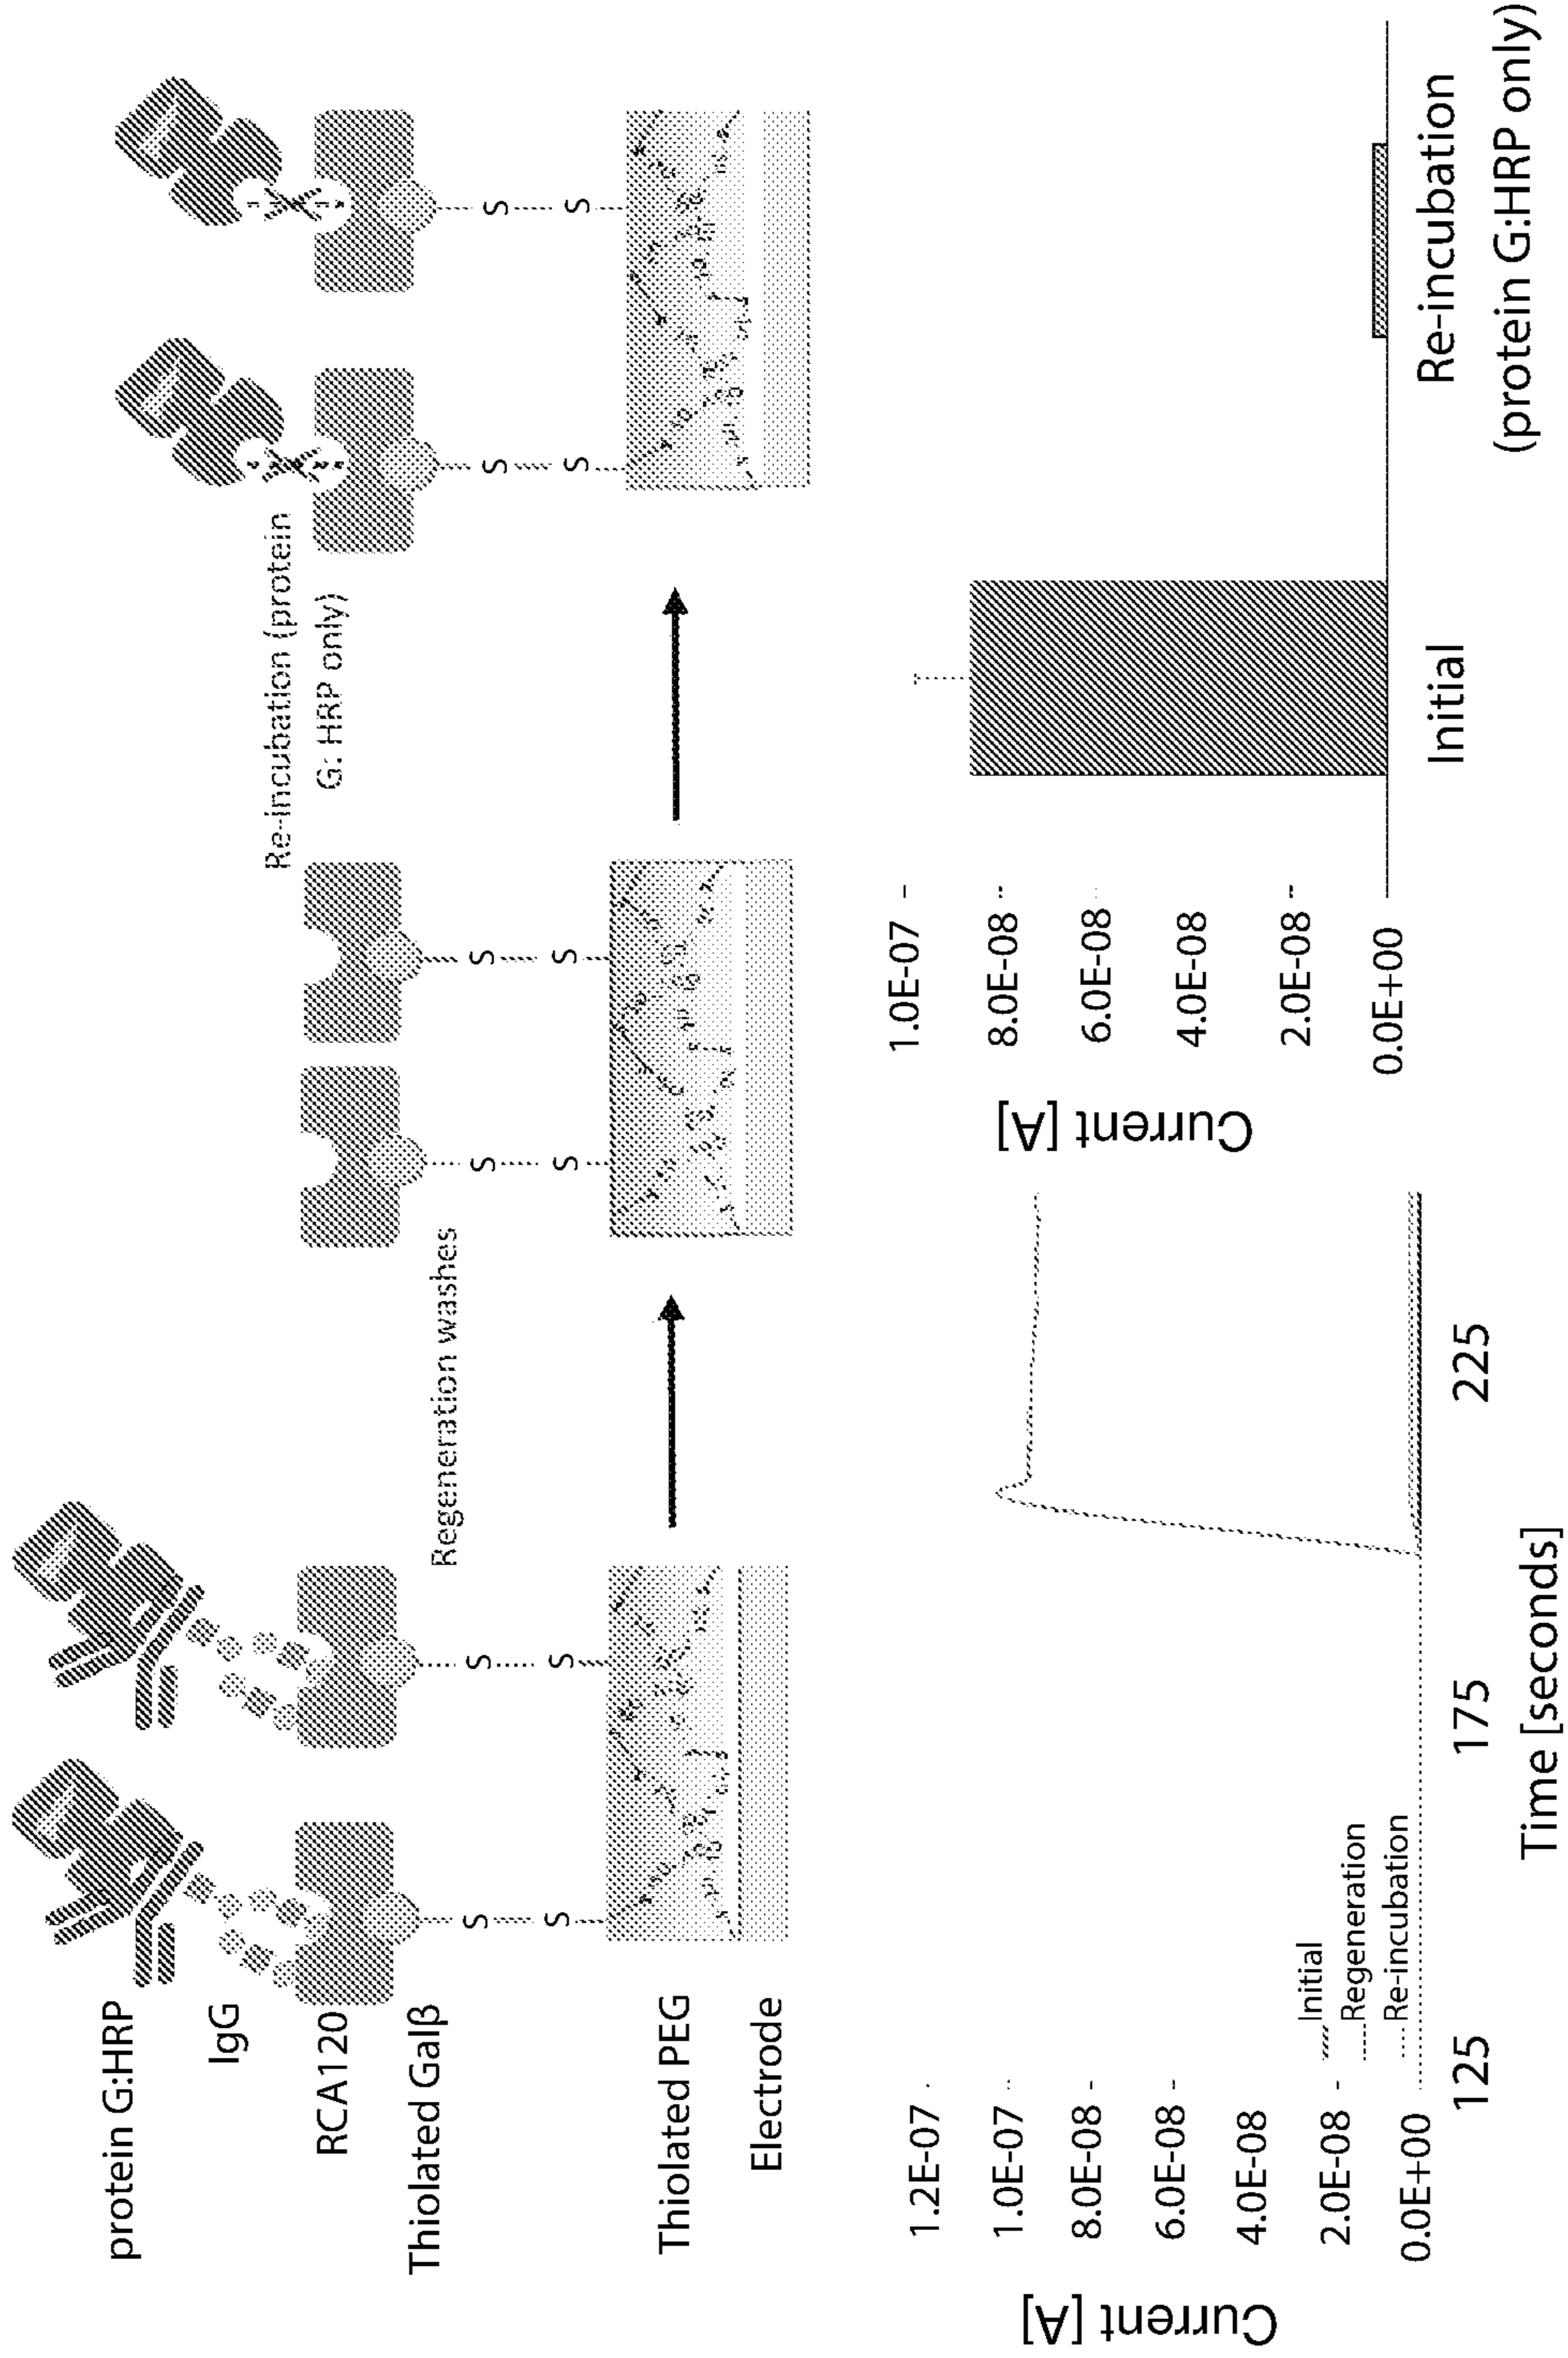 protein G:HRP
IgG
RCA120
Thiolated Galβ
Thiolated PEG
Electrode
S
S
S
S
Regeneration washes
S
S
S
S
Re-incubation (protein
G: HRP only)
S
S
S
S
Current [A]
1.2E-07
1.0E-07
8.0E-08
6.0E-08
4.0E-08
2.0E-08
0.0E+00
Initial
Regeneration
Re-incubation
125
175
225
Time [seconds]
Current [A]
1.0E-07
8.0E-08
6.0E-08
4.0E-08
2.0E-08
0.0E+00
Initial
Re-incubation
(protein G:HRP only)